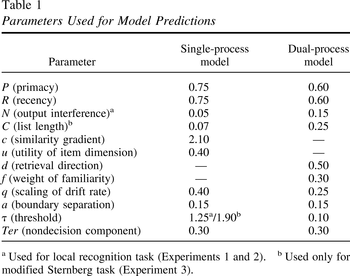 Table 1
Parameters Used for Model Predictions
Single-process Dual-process
Parameter model model
P (primacy) 0.75 0.60
R (recency) 0.75 0.60
N (output interference)a 0.05 0.15
C (list length)b 0.07 0.25
c (similarity gradient) 2.10 —
u (utility of item dimension) 0.40 —
d (retrieval direction) — 0.50
f (weight of familiarity) — 0.30
q (scaling of drift rate) 0.40 0.25
a (boundary separation) 0.15 0.15
τ (threshold) 1.25a/1.90b 0.10
Ter (nondecision component) 0.30 0.30
a Used for local recognition task (Experiments 1 and 2). b Used only for
modified Sternberg task (Experiment 3).